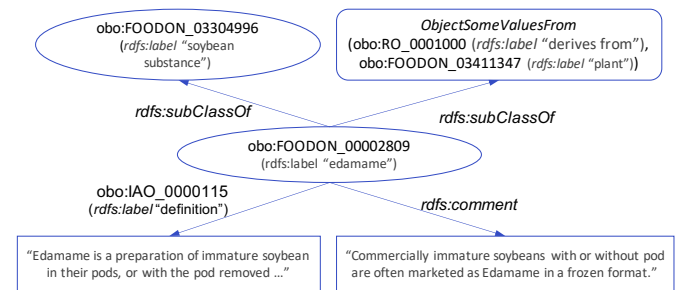 obo:FOODON_03304996
(rdfs:label “soybean
substance”)
ObjectSomeValuesFrom
(obo:RO_0001000 (rdfs:label “derives from”),
obo:FOODON_03411347 (rdfs:label “plant”))
rdfs:subClassOf
rdfs:subClassOf
obo:FOODON_00002809
(rdfs:label “edamame”)
obo:IAO_0000115
(rdfs:label “definition”)
rdfs:comment
“Edamame is a preparation of immature soybean
in their pods, or with the pod removed ...”
“Commercially immature soybeans with or without pod
are often marketed as Edamame in a frozen format.”